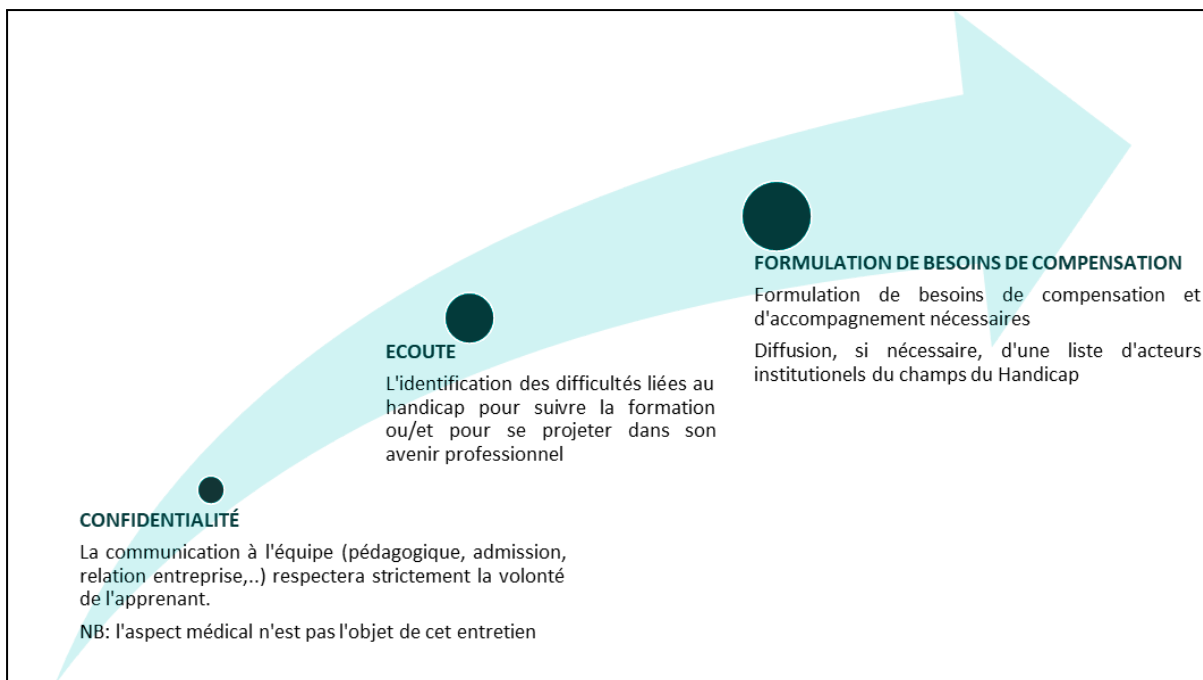 CONFIDENTIALITÉ
La communication à l'équipe (pédagogique, admission,
relation entreprise,..) respectera strictement la volonté
de l'apprenant.
NB: l'aspect médical n'est pas l'objet de cet entretien
ECOUTE
L'identification des difficultés liées au
handicap pour suivre la formation
ou/et pour se projeter dans son
avenir professionnel
FORMULATION DE BESOINS DE COMPENSATION
Formulation de besoins de compensation et
d'accompagnement nécessaires
Diffusion, si nécessaire, d'une liste d'acteurs
institutionels du champs du Handicap